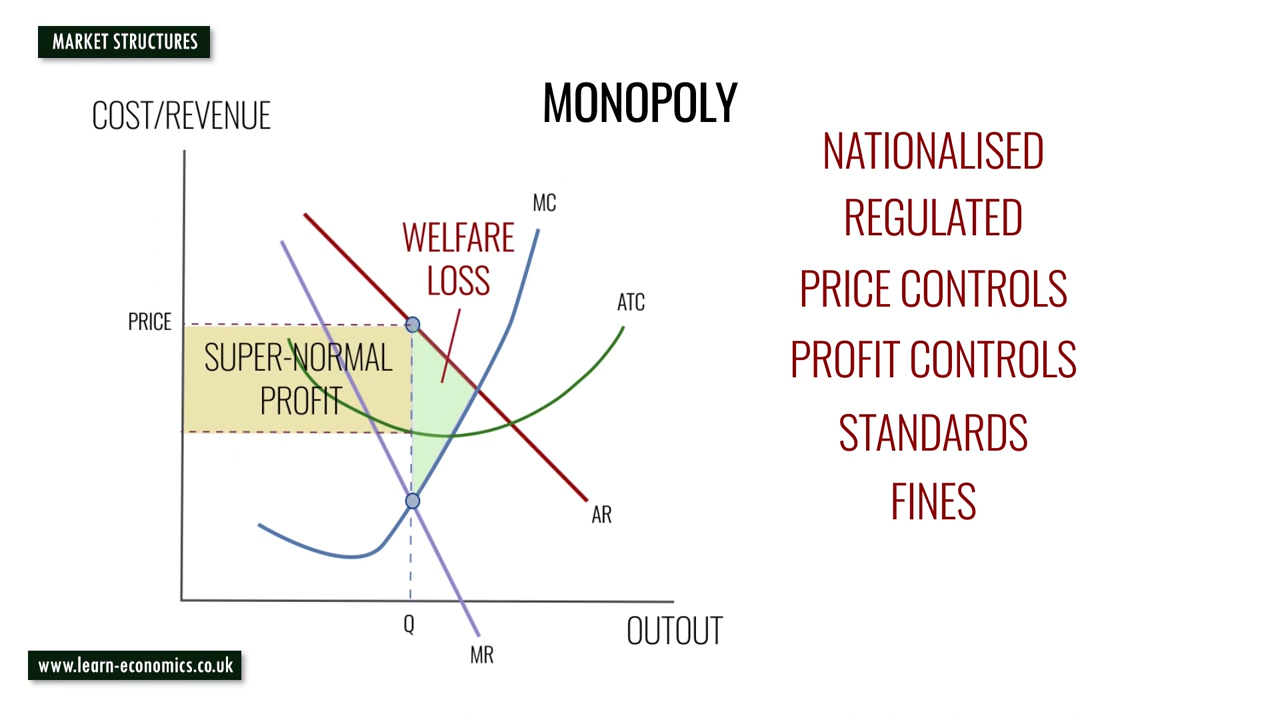 MARKET STRUCTURES
MONOPOLY
COST/REVENUE
NATIONALISED
REGULATED
PRICE CONTROLS
PROFIT CONTROLS
STANDARDS
FINES
MC
WELFARE
LOSS
ATC
PRICE
SUPER-NORMAL
PROFIT
AR
Q
OUTOUT
MR
www.learn-economics.co.uk